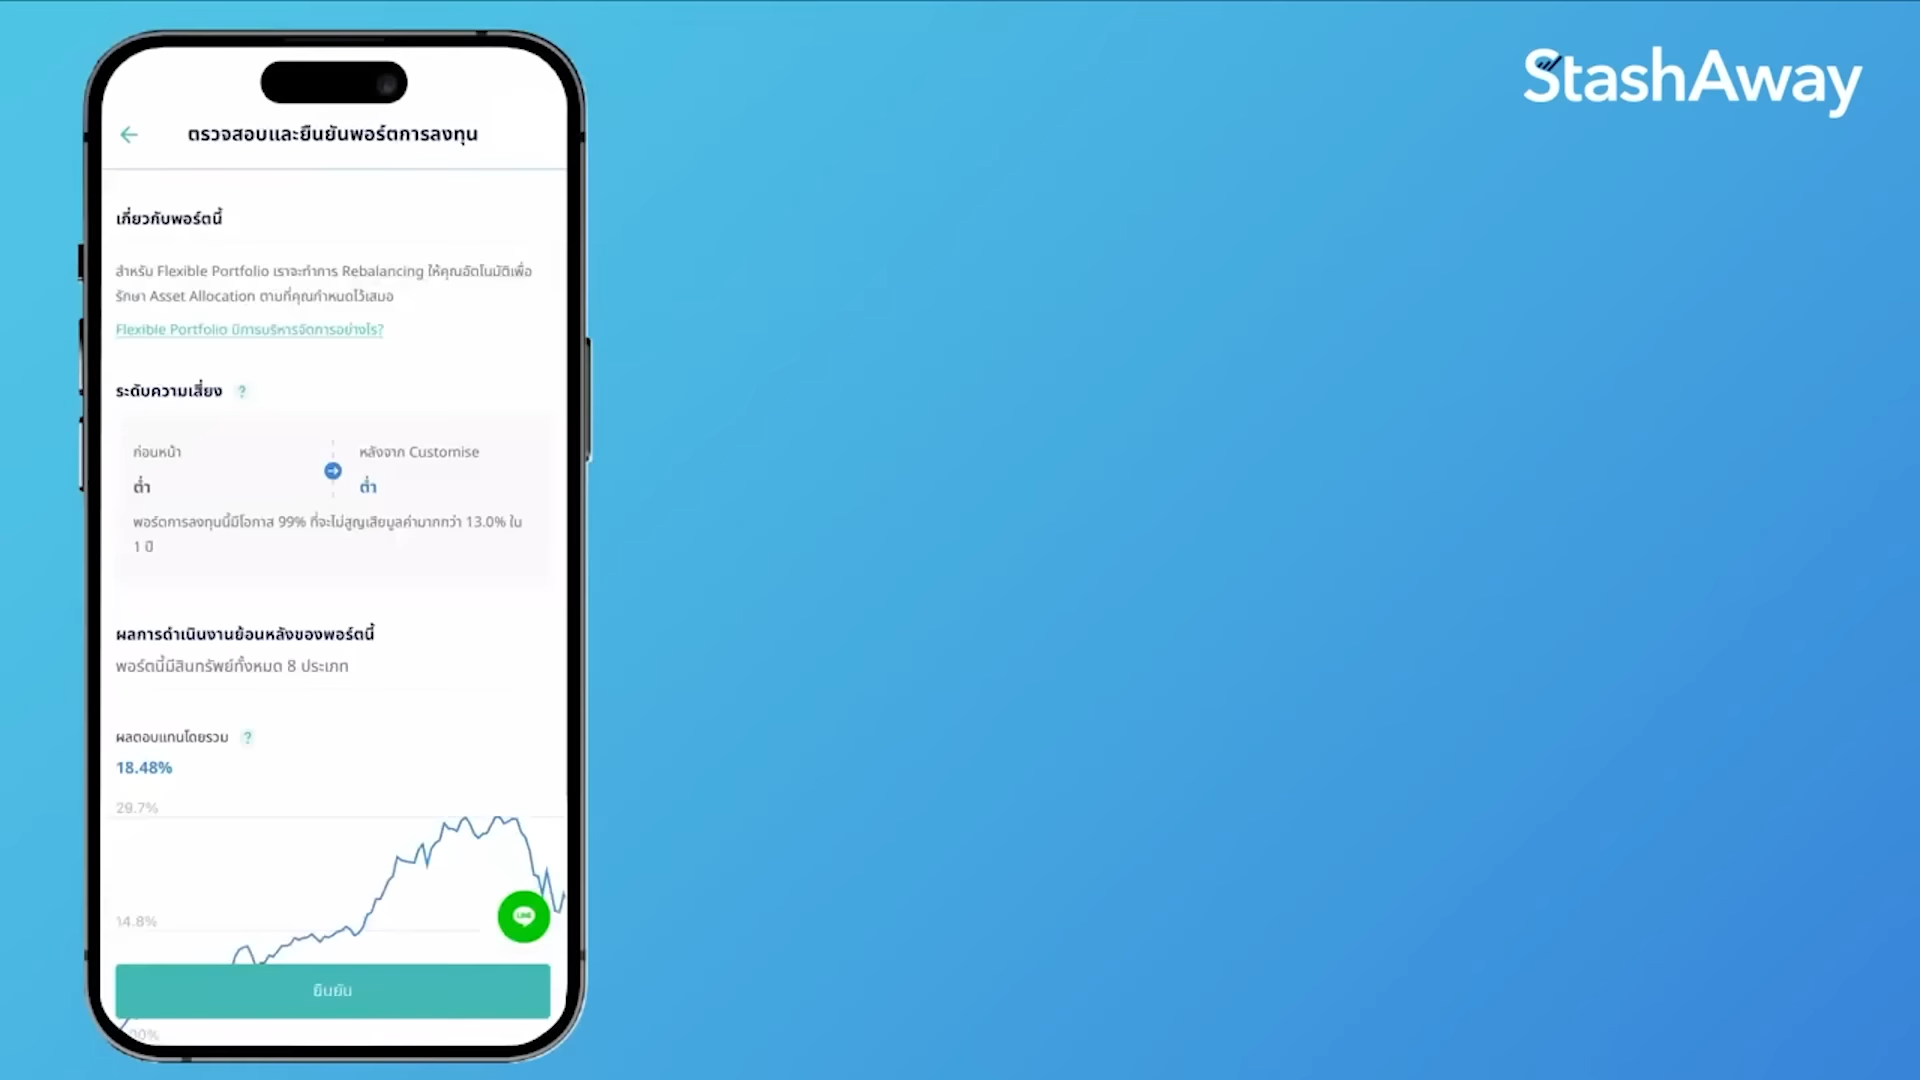 StashAway
ตรวจสอบและยืนยันพอร์ตการลงทุน
เกี่ยวกับพอร์ตนี้
สำหรับ Flexible Portfolio เราจะทำการ Rebalancing ให้คุณอัตโนมัติเพื่อ
รักษา Asset Allocation ตามที่คุณกำหนดไว้เสมอ
Flexible Portfolio มีการบริหารจัดการอย่างไร?
ระดับความเสี่ยง ?
ก่อนหน้า
ต่ำ
หลังจาก Customise
ต่ำ
พอร์ตการลงทุนนี้มีโอกาส 99% ที่จะไม่สูญเสียมูลค่ามากกว่า 13.0% ใน
1 ปี
ผลการดำเนินงานย้อนหลังของพอร์ตนี้
พอร์ตนี้มีสินทรัพย์ทั้งหมด 8 ประเภท
ผลตอบแทนโดยรวม ?
18.48%
29.7%
14.8%
LINE
ยืนยัน